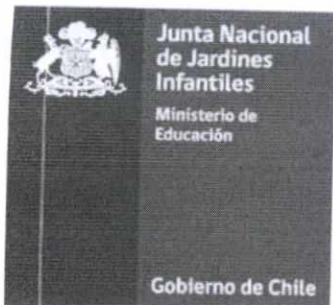 Junta Nacional
de Jardines
Infantiles
Ministerio de
Educación
Gobierno de Chile